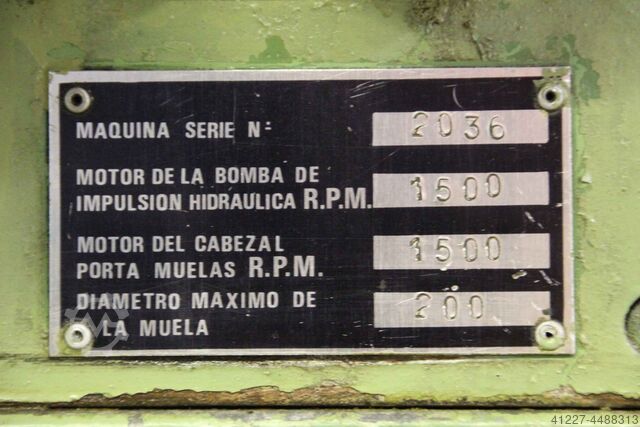 MAQUINA SERIE Nº 2036
MOTOR DE LA BOMBA DE
IMPULSION HIDRAULICA R.P.M. 1500
MOTOR DEL CABEZAL
PORTA MUELAS R.P.M. 1500
DIAMETRO MAXIMO DE
LA MUELA 200
41227-4488313